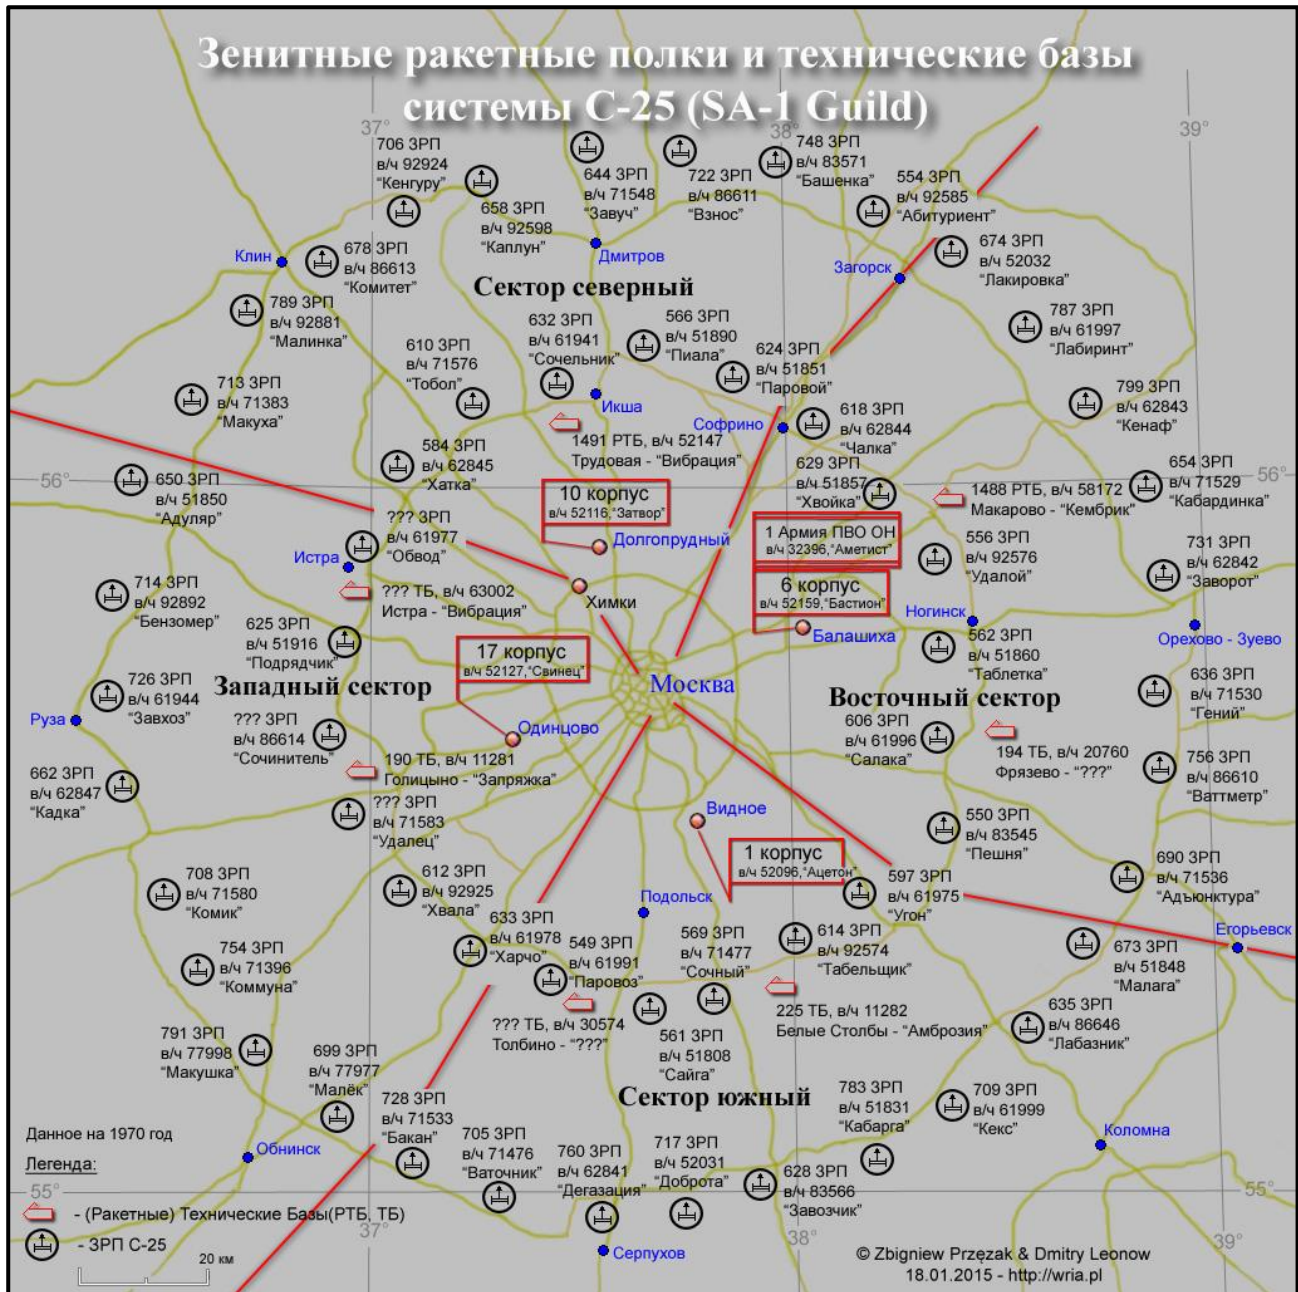 Зенитные ракетные полки и технические базы
системы С-25 (SA-1 Guild)
37°
38°
39°
706 ЗРП
в/ч 92924
"Кенгуру"
658 ЗРП
в/ч 92598
"Каплун"
644 ЗРП
в/ч 71548
"Завуч"
722 ЗРП
в/ч 86611
"Взнос"
748 ЗРП
в/ч 83571
"Башенка"
554 ЗРП
в/ч 92585
"Абитуриент"
674 ЗРП
в/ч 52032
"Лакировка"
Клин
678 ЗРП
в/ч 86613
"Комитет"
Дмитров
Загорск
Сектор северный
789 ЗРП
в/ч 92881
"Малинка"
610 ЗРП
в/ч 71576
"Тобол"
632 ЗРП
в/ч 61941
"Сочельник"
566 ЗРП
в/ч 51890
"Пиала"
624 ЗРП
в/ч 51851
"Паровой"
787 ЗРП
в/ч 61997
"Лабиринт"
713 ЗРП
в/ч 71383
"Макуха"
Икша
Софрино
618 ЗРП
в/ч 62844
"Чалка"
799 ЗРП
в/ч 62843
"Кенаф"
584 ЗРП
в/ч 62845
"Хатка"
1491 РТБ, в/ч 52147
Трудовая - "Вибрация"
629 ЗРП
в/ч 51857
"Хвойка"
56°
650 ЗРП
в/ч 51850
"Адуляр"
1488 РТБ, в/ч 58172
Макарово - "Кембрик"
654 ЗРП
в/ч 71529
"Кабардинка"
56°
10 корпус
в/ч 52116,"Затвор"
Долгопрудный
??? ЗРП
в/ч 61977
"Обвод"
Истра
1 Армия ПВО ОН
в/ч 32396,"Аметист"
6 корпус
в/ч 52159,"Бастион"
Балашиха
556 ЗРП
в/ч 92576
"Удалой"
731 ЗРП
в/ч 62842
"Заворот"
714 ЗРП
в/ч 92892
"Бензомер"
??? ТБ, в/ч 63002
Истра - "Вибрация"
Химки
Ногинск
Орехово - Зуево
625 ЗРП
в/ч 51916
"Подрядчик"
17 корпус
в/ч 52127,"Свинец"
562 ЗРП
в/ч 51860
"Таблетка"
Западный сектор
Москва
Восточный сектор
726 ЗРП
в/ч 61944
"Завхоз"
Руза
636 ЗРП
в/ч 71530
"Гений"
??? ЗРП
в/ч 86614
"Сочинитель"
Одинцово
606 ЗРП
в/ч 61996
"Салака"
194 ТБ, в/ч 20760
Фрязево - "???"
190 ТБ, в/ч 11281
Голицыно - "Запряжка"
662 ЗРП
в/ч 62847
"Кадка"
756 ЗРП
в/ч 86610
"Ваттметр"
??? ЗРП
в/ч 71583
"Удалец"
Видное
550 ЗРП
в/ч 83545
"Пешня"
1 корпус
в/ч 52096,"Ацетон"
708 ЗРП
в/ч 71580
"Комик"
612 ЗРП
в/ч 92925
"Хвала"
Подольск
597 ЗРП
в/ч 61975
"Угон"
690 ЗРП
в/ч 71536
"Адъюнктура"
633 ЗРП
в/ч 61978
"Харчо"
549 ЗРП
в/ч 61991
"Паровоз"
569 ЗРП
в/ч 71477
"Сочный"
614 ЗРП
в/ч 92574
"Табельщик"
Егорьевск
754 ЗРП
в/ч 71396
"Коммуна"
673 ЗРП
в/ч 51848
"Малага"
??? ТБ, в/ч 30574
Толбино - "???"
225 ТБ, в/ч 11282
Белые Столбы - "Амброзия"
635 ЗРП
в/ч 86646
"Лабазник"
791 ЗРП
в/ч 77998
"Макушка"
561 ЗРП
в/ч 51808
"Сайга"
699 ЗРП
в/ч 77977
"Малёк"
Сектор южный
783 ЗРП
в/ч 51831
"Кабарга"
709 ЗРП
в/ч 61999
"Кекс"
728 ЗРП
в/ч 71533
"Бакан"
705 ЗРП
в/ч 71476
"Ваточник"
760 ЗРП
в/ч 62841
"Дегазация"
717 ЗРП
в/ч 52031
"Доброта"
628 ЗРП
в/ч 83566
"Завозчик"
Коломна
Обнинск
Серпухов
Данное на 1970 год
Легенда:
55°
55°
- (Ракетные) Технические Базы(РТБ, ТБ)
- ЗРП С-25
20 км
37°
38°
39°
© Zbigniew Przęzak & Dmitry Leonow
18.01.2015 - http://wria.pl